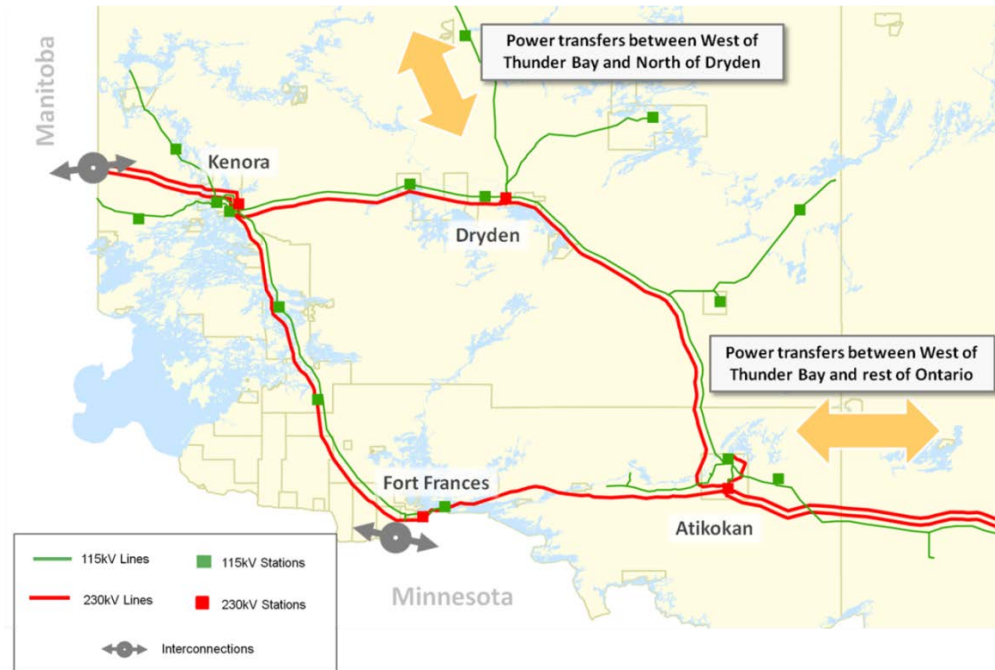 Manitoba
Power transfers between West of
Thunder Bay and North of Dryden
Kenora
Dryden
Power transfers between West of
Thunder Bay and rest of Ontario
Fort Frances
Atikokan
Minnesota
115kV Lines
115kV Stations
230kV Lines
230kV Stations
Interconnections